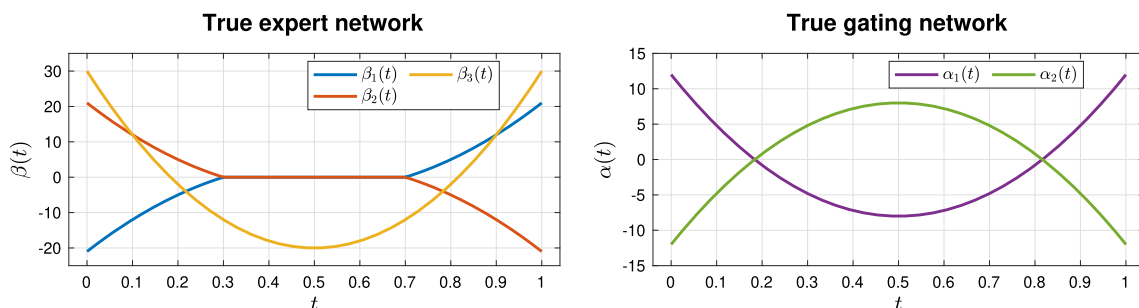 True expert network
β₁(t) β₃(t)
β₂(t)
30
20
10
0
-10
-20
β(t)
0 0.1 0.2 0.3 0.4 0.5 0.6 0.7 0.8 0.9 1
t
True gating network
α₁(t) α₂(t)
15
10
5
0
-5
-10
-15
α(t)
0 0.1 0.2 0.3 0.4 0.5 0.6 0.7 0.8 0.9 1
t